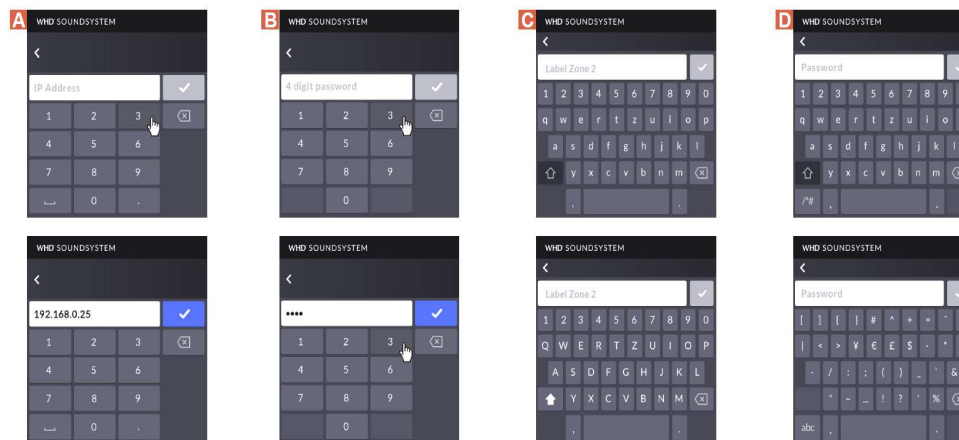 A
WHD SOUNDSYSTEM
IP Address
1 2 3
4 5 6
7 8 9
0 .
B
WHD SOUNDSYSTEM
4 digit password
1 2 3
4 5 6
7 8 9
0
C
WHD SOUNDSYSTEM
Label Zone 2
1 2 3 4 5 6 7 8 9 0
q w e r t z u i o p
a s d f g h j k l
y x c v b n m
, .
D
WHD SOUNDSYSTEM
Password
1 2 3 4 5 6 7 8 9
q w e r t z u i o
a s d f g h j k l
y x c v b n m
/*# , .
WHD SOUNDSYSTEM
192.168.0.25
1 2 3
4 5 6
7 8 9
0 .
WHD SOUNDSYSTEM
••••
1 2 3
4 5 6
7 8 9
0
WHD SOUNDSYSTEM
Label Zone 2
1 2 3 4 5 6 7 8 9 0
Q W E R T Z U I O P
A S D F G H J K L
Y X C V B N M
, .
WHD SOUNDSYSTEM
Password
[ ] { } # ^ + =
| < > ¥ € £ $ · *
- / : ; ( ) _ &
" ~ … ! ? ' %
abc , .